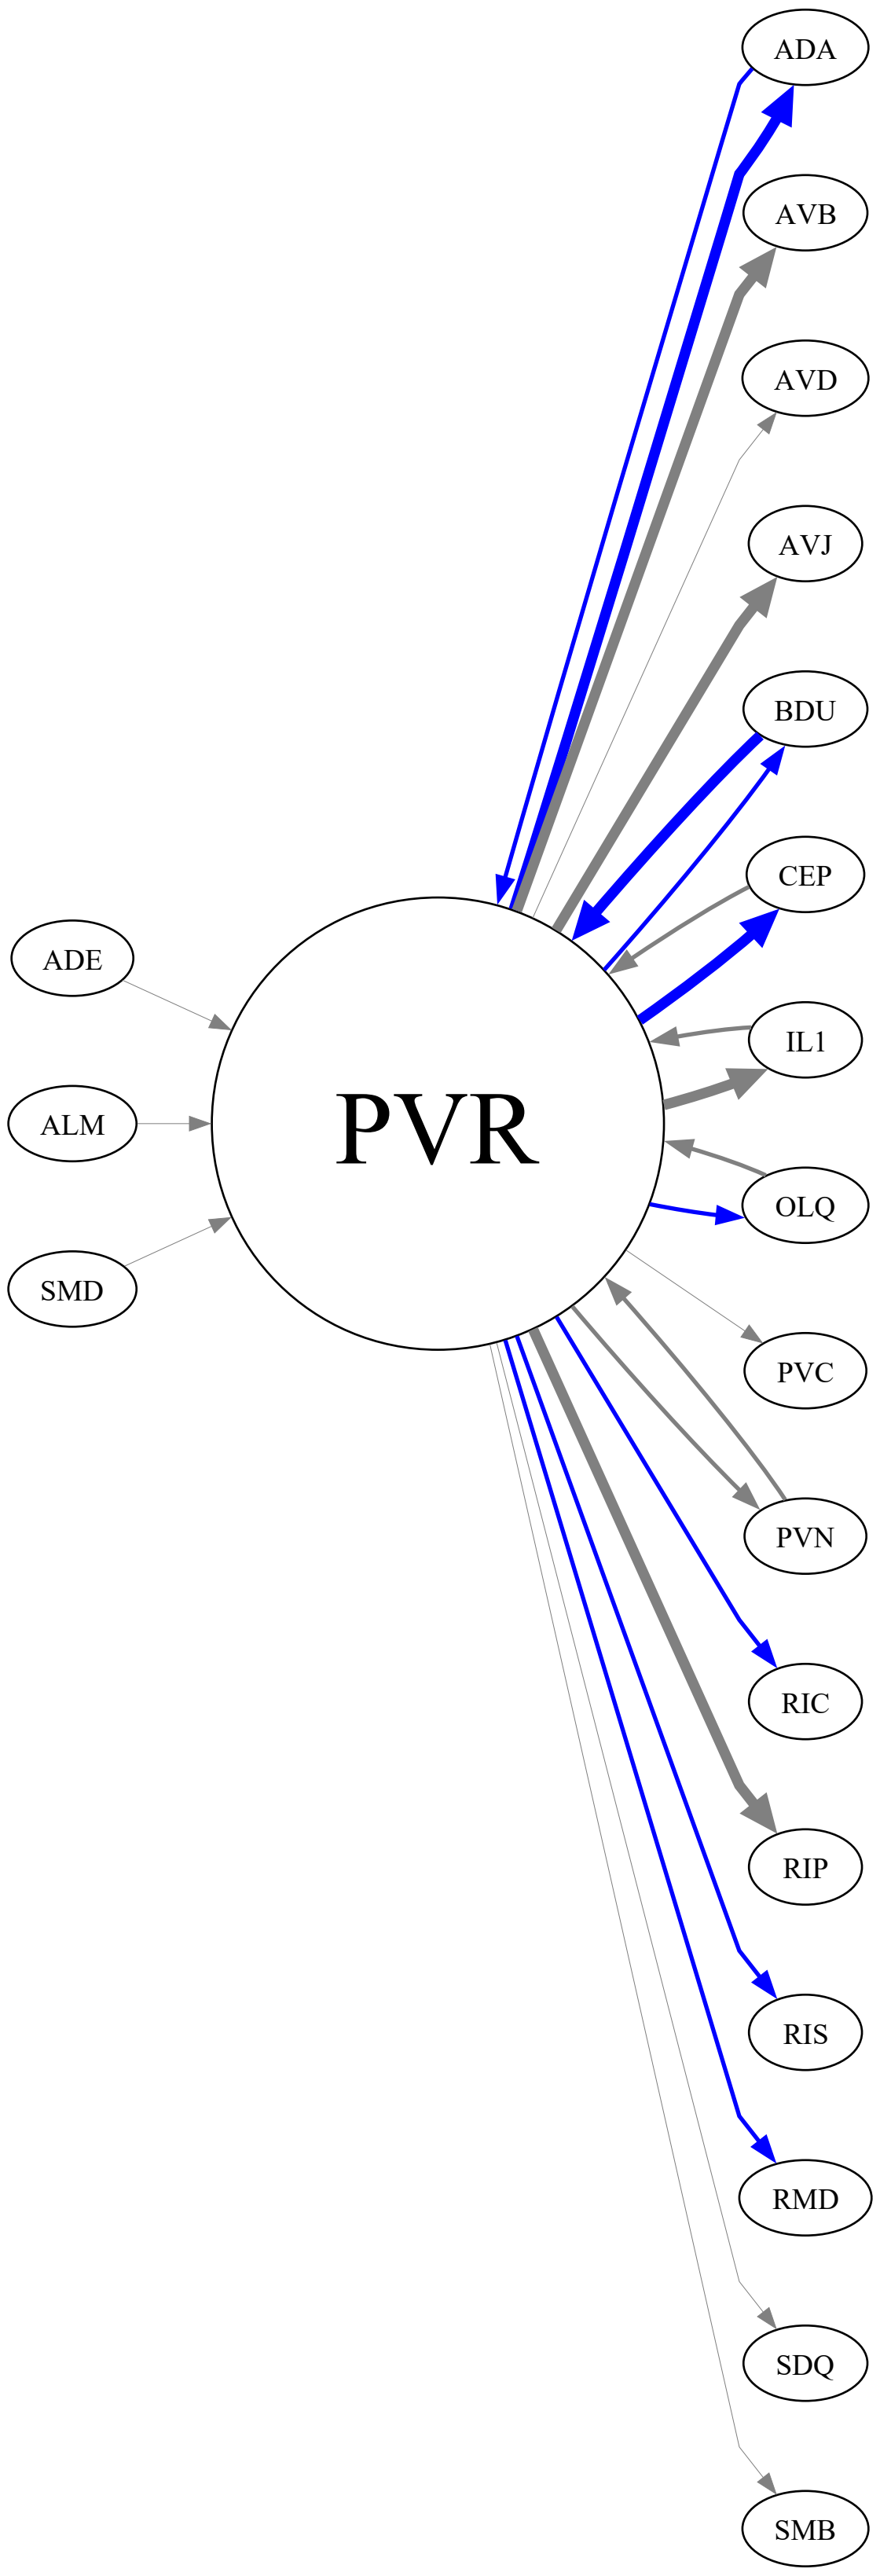 ADA
AVB
AVD
AVJ
BDU
CEP
ADE
IL1
PVR
ALM
OLQ
SMD
PVC
PVN
RIC
RIP
RIS
RMD
SDQ
SMB